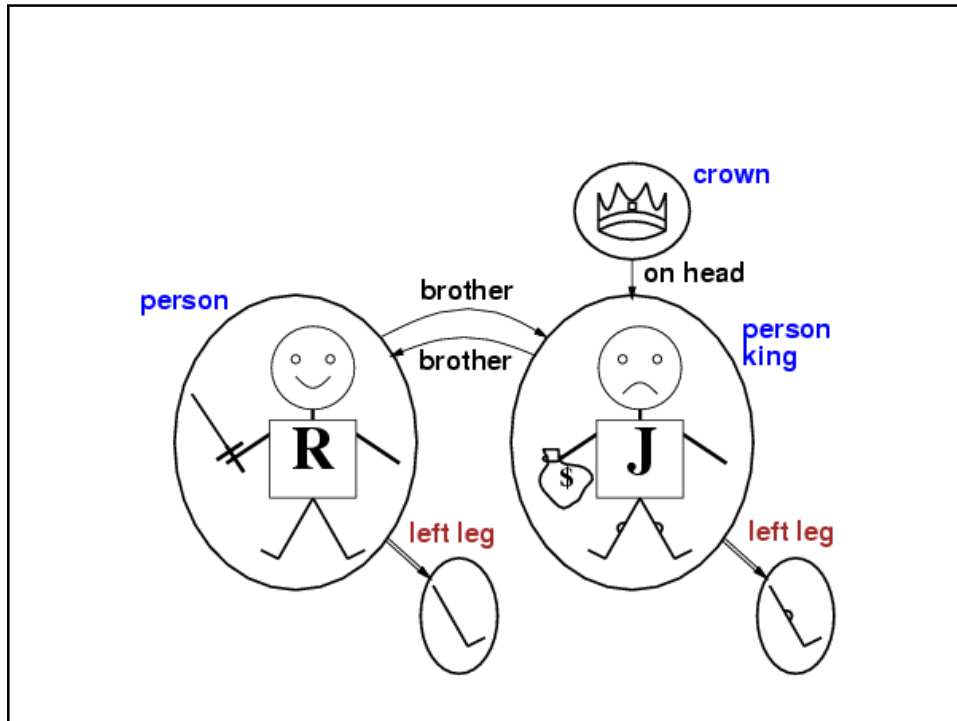 crown
on head
person
brother
brother
person
king
R
J
$
left leg
left leg